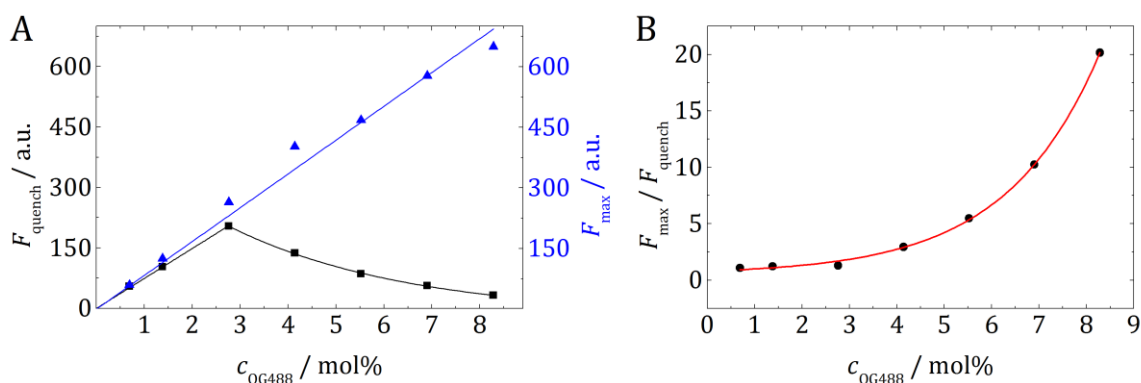 A
F_quench / a.u.
600
450
300
150
0
600
450
300
150
F_max / a.u.
1 2 3 4 5 6 7 8
c_OG488 / mol%
B
F_max / F_quench
20
15
10
5
0
0 1 2 3 4 5 6 7 8 9
c_OG488 / mol%